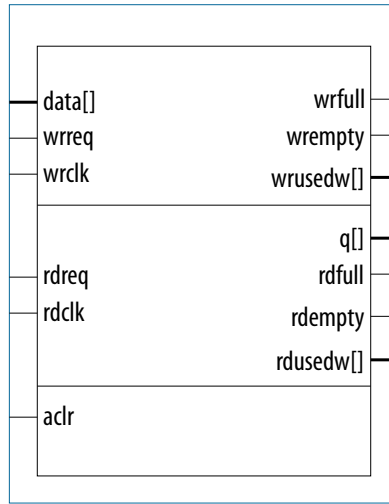 data[] wrfull
wrreq wrempty
wrclk wrusedw[]
q[]
rdreq rdfull
rdclk rdempty
rdusedw[]
aclr